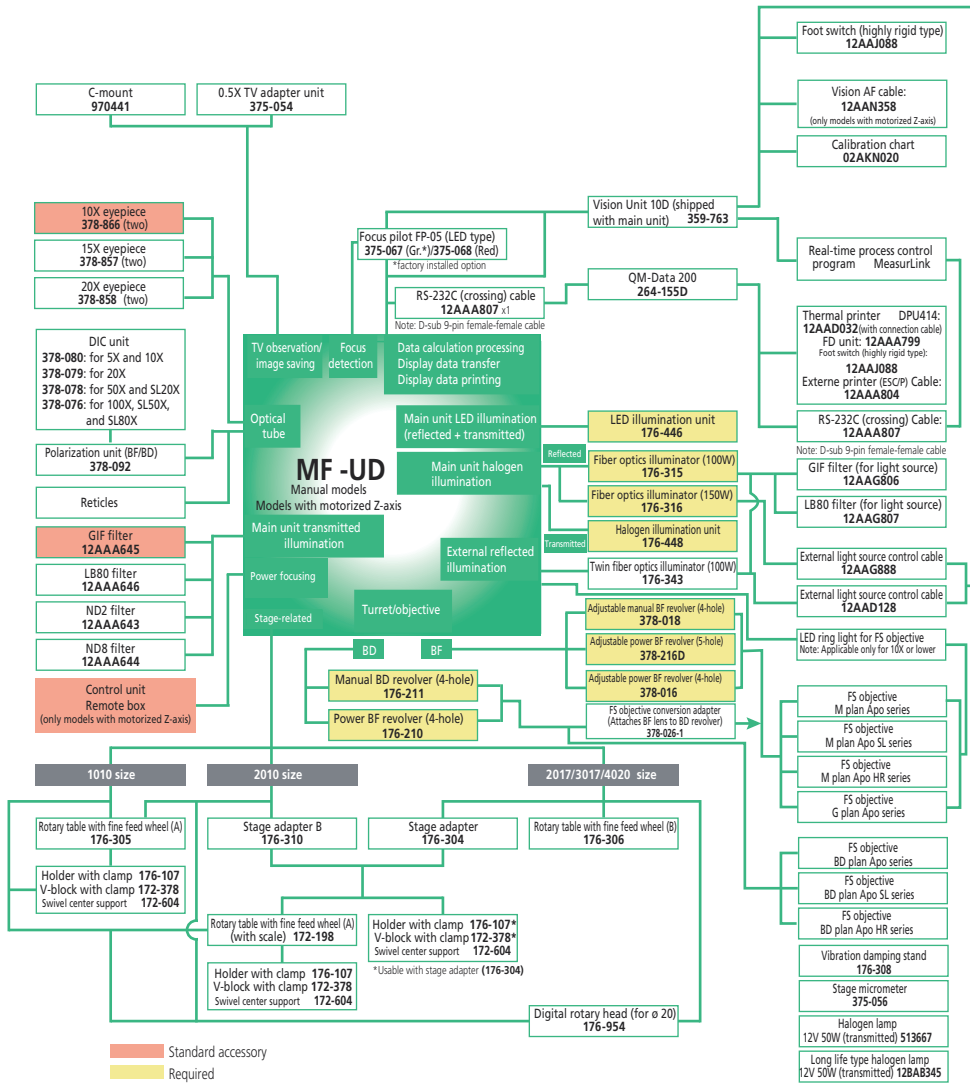 Foot switch (highly rigid type)
12AAJ088
C-mount
970441
0.5X TV adapter unit
375-054
Vision AF cable:
12AAN358
(only models with motorized Z-axis)
Calibration chart
02AKN020
10X eyepiece
378-866 (two)
15X eyepiece
378-857 (two)
20X eyepiece
378-858 (two)
Vision Unit 10D (shipped
with main unit) 359-763
Focus pilot FP-05 (LED type)
375-067 (Gr.*)/375-068 (Red)
*factory installed option
Real-time process control
program MeasurLink
RS-232C (crossing) cable
12AAA807 x1
Note: D-sub 9-pin female-female cable
QM-Data 200
264-155D
Thermal printer DPU414:
12AAD032(with connection cable)
FD unit: 12AAA799
Foot switch (highly rigid type):
12AAJ088
Externe printer (ESC/P) Cable:
12AAA804
RS-232C (crossing) Cable:
12AAA807
Note: D-sub 9-pin female-female cable
DIC unit
378-080: for 5X and 10X
378-079: for 20X
378-078: for 50X and SL20X
378-076: for 100X, SL50X,
and SL80X
Polarization unit (BF/BD)
378-092
Reticles
GIF filter
12AAA645
LB80 filter
12AAA646
ND2 filter
12AAA643
ND8 filter
12AAA644
Control unit
Remote box
(only models with motorized Z-axis)
TV observation/
image saving
Focus
detection
Data calculation processing
Display data transfer
Display data printing
Optical
tube
Main unit LED illumination
(reflected + transmitted)
MF -UD
Manual models
Models with motorized Z-axis
Main unit halogen
illumination
Main unit transmitted
illumination
External reflected
illumination
Power focusing
Stage-related
Turret/objective
BD
BF
LED illumination unit
176-446
Reflected
Fiber optics illuminator (100W)
176-315
Fiber optics illuminator (150W)
176-316
Transmitted
Halogen illumination unit
176-448
Twin fiber optics illuminator (100W)
176-343
GIF filter (for light source)
12AAG806
LB80 filter (for light source)
12AAG807
External light source control cable
12AAG888
External light source control cable
12AAD128
LED ring light for FS objective
Note: Applicable only for 10X or lower
Adjustable manual BF revolver (4-hole)
378-018
Adjustable power BF revolver (5-hole)
378-216D
Adjustable power BF revolver (4-hole)
378-016
Manual BD revolver (4-hole)
176-211
Power BF revolver (4-hole)
176-210
FS objective conversion adapter
(Attaches BF lens to BD revolver)
378-026-1
FS objective
M plan Apo series
FS objective
M plan Apo SL series
FS objective
M plan Apo HR series
FS objective
G plan Apo series
FS objective
BD plan Apo series
FS objective
BD plan Apo SL series
FS objective
BD plan Apo HR series
Vibration damping stand
176-308
Stage micrometer
375-056
Halogen lamp
12V 50W (transmitted) 513667
Long life type halogen lamp
12V 50W (transmitted) 12BAB345
1010 size
2010 size
2017/3017/4020 size
Rotary table with fine feed wheel (A)
176-305
Stage adapter B
176-310
Stage adapter
176-304
Rotary table with fine feed wheel (B)
176-306
Holder with clamp 176-107
V-block with clamp 172-378
Swivel center support 172-604
Rotary table with fine feed wheel (A)
(with scale) 172-198
Holder with clamp 176-107*
V-block with clamp 172-378*
Swivel center support 172-604
*Usable with stage adapter (176-304)
Holder with clamp 176-107
V-block with clamp 172-378
Swivel center support 172-604
Digital rotary head (for ø 20)
176-954
Standard accessory
Required